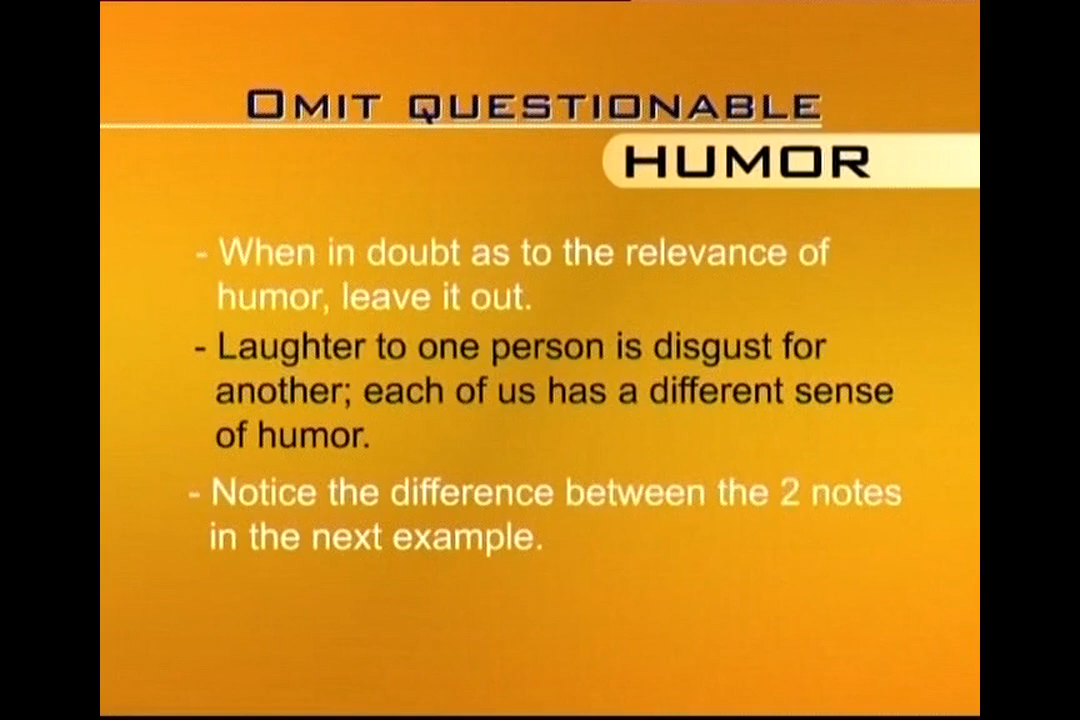 OMIT QUESTIONABLE
HUMOR
- When in doubt as to the relevance of
humor, leave it out.
- Laughter to one person is disgust for
another; each of us has a different sense
of humor.
- Notice the difference between the 2 notes
in the next example.